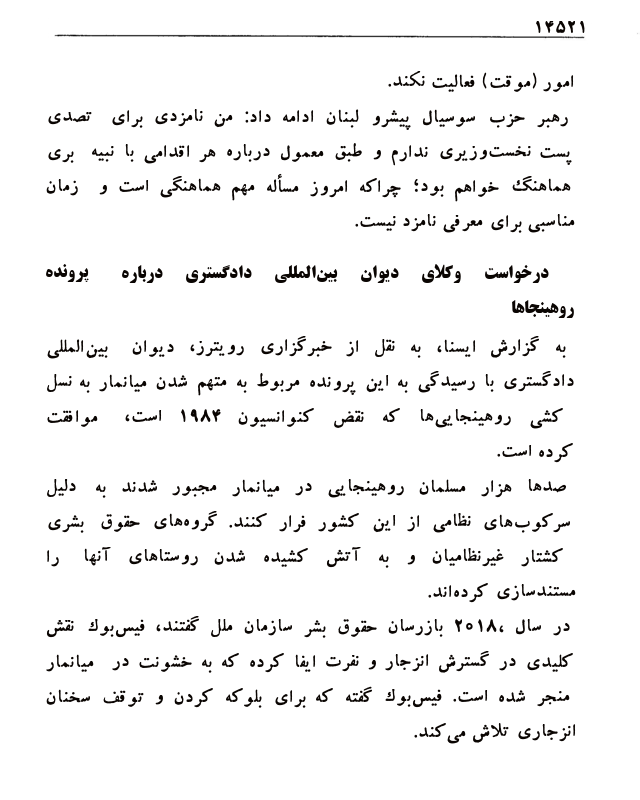 ۱۴۵۲۱
امور (موقت) فعالیت نکند.
رهبر حزب سوسیال پیشرو لبنان ادامه داد: من نامزدی برای تصدی
پست نخست‌وزیری ندارم و طبق معمول درباره هر اقدامی با نبیه بری
هماهنگ خواهم بود؛ چراکه امروز مسأله مهم هماهنگی است و زمان
مناسبی برای معرفی نامزد نیست.
درخواست وکلای دیوان بین‌المللی دادگستری درباره پرونده
روهینجاها
به گزارش ایسنا، به نقل از خبرگزاری رویترز، دیوان بین‌المللی
دادگستری با رسیدگی به این پرونده مربوط به متهم شدن میانمار به نسل
کشی روهینجایی‌ها که نقض کنوانسیون ۱۹۸۴ است، موافقت
کرده است.
صدها هزار مسلمان روهینجایی در میانمار مجبور شدند به دلیل
سرکوب‌های نظامی از این کشور فرار کنند. گروه‌های حقوق بشری
کشتار غیرنظامیان و به آتش کشیده شدن روستاهای آنها را
مستندسازی کرده‌اند.
در سال ،۲۰۱۸ بازرسان حقوق بشر سازمان ملل گفتند، فیس‌بوك نقش
کلیدی در گسترش انزجار و نفرت ایفا کرده که به خشونت در میانمار
منجر شده است. فیس‌بوك گفته که برای بلوکه کردن و توقف سخنان
انزجاری تلاش می‌کند.